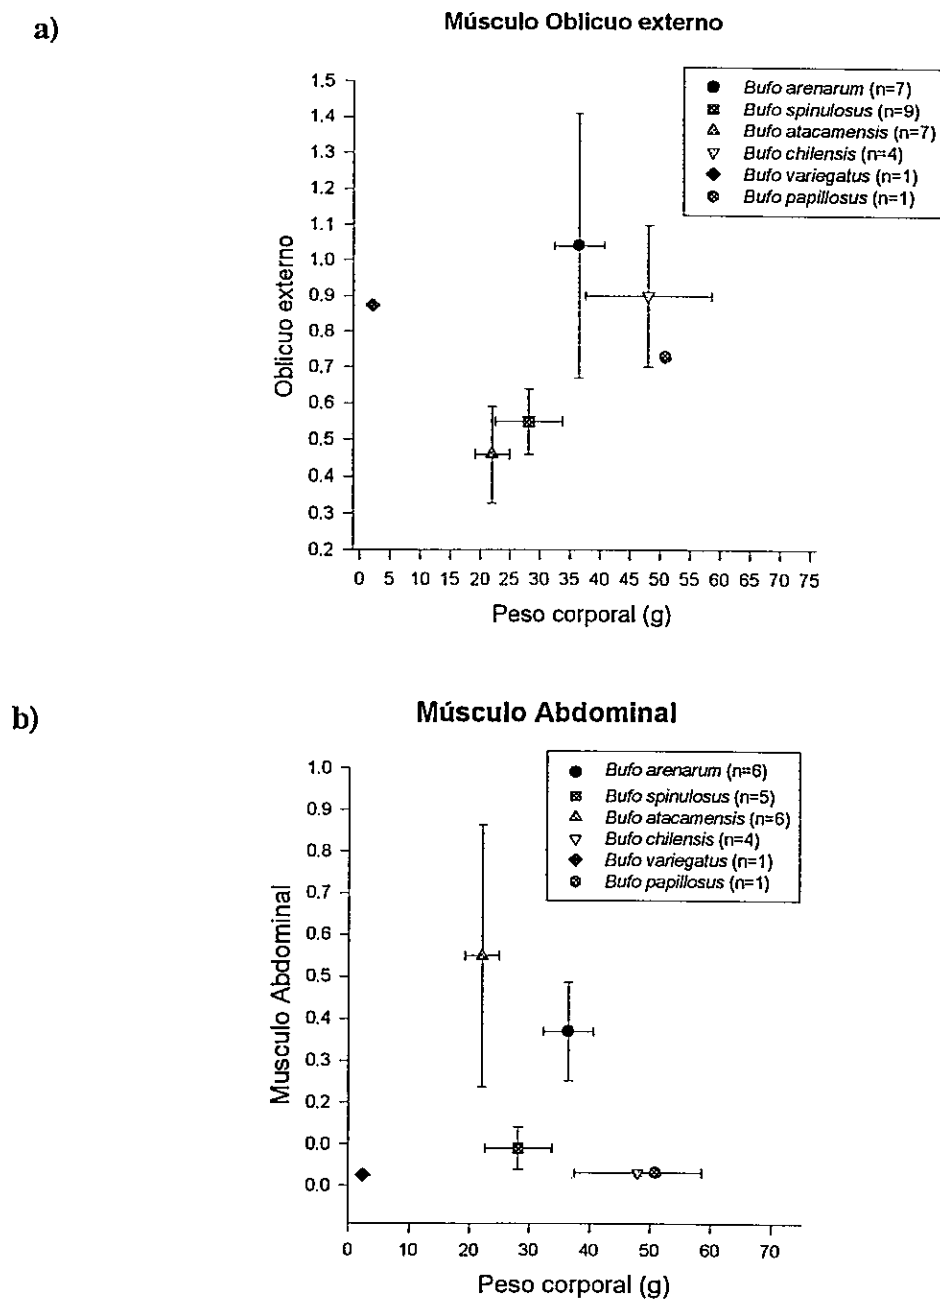 a)
Músculo Oblicuo externo
Bufo arenarum (n=7)
Bufo spinulosus (n=9)
Bufo atacamensis (n=7)
Bufo chilensis (n=4)
Bufo variegatus (n=1)
Bufo papillosus (n=1)
1.5
1.4
1.3
1.2
1.1
1.0
0.9
0.8
0.7
0.6
0.5
0.4
0.3
0.2
Oblicuo externo
0 5 10 15 20 22 25 30 36 37 45 48 50 51 55 60 65 70 75
Peso corporal (g)
b)
Músculo Abdominal
Bufo arenarum (n=6)
Bufo spinulosus (n=5)
Bufo atacamensis (n=6)
Bufo chilensis (n=4)
Bufo variegatus (n=1)
Bufo papillosus (n=1)
1.0
0.9
0.8
0.7
0.6
0.5
0.4
0.3
0.2
0.0
0.0
Musculo Abdominal
0 10 20 30 40 50 60 70
Peso corporal (g)